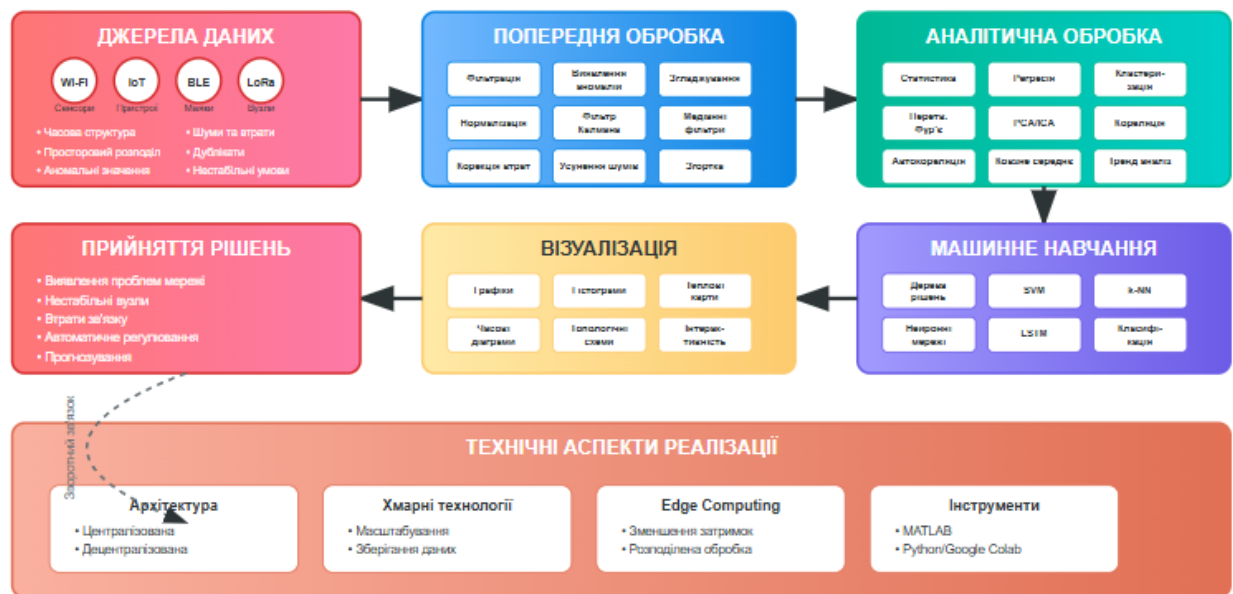 ДЖЕРЕЛА ДАНИХ
WI-FI
IoT
BLE
LoRa
Сенсори
Пристрої
Маяки
Вузли
• Часова структура
• Просторовий розподіл
• Аномальні значення
• Шуми та втрати
• Дублікати
• Нестабільні умови
ПОПЕРЕДНЯ ОБРОБКА
Фільтрація
Виявлення
аномалій
Згладжування
Нормалізація
Фільтр
Калмана
Медіанні
фільтри
Корекція втрат
Усунення шумів
Згортка
АНАЛІТИЧНА ОБРОБКА
Статистика
Регресія
Кластери-
зація
Перетв.
Фур'є
PCA/ICA
Кореляція
Автокореляція
Ковзне середнє
Тренд аналіз
ПРИЙНЯТТЯ РІШЕНЬ
• Виявлення проблем мережі
• Нестабільні вузли
• Втрати зв'язку
• Автоматичне регулювання
• Прогнозування
ВІЗУАЛІЗАЦІЯ
Графіки
Гістограми
Теплові
карти
Часові
діаграми
Топологічні
схеми
Інтерак-
тивність
МАШИННЕ НАВЧАННЯ
Дерева
рішень
SVM
k-NN
Нейронні
мережі
LSTM
Класифі-
кація
Зворотний зв'язок
ТЕХНІЧНІ АСПЕКТИ РЕАЛІЗАЦІЇ
Архітектура
• Централізована
• Децентралізована
Хмарні технології
• Масштабування
• Зберігання даних
Edge Computing
• Зменшення затримок
• Розподілена обробка
Інструменти
• MATLAB
• Python/Google Colab